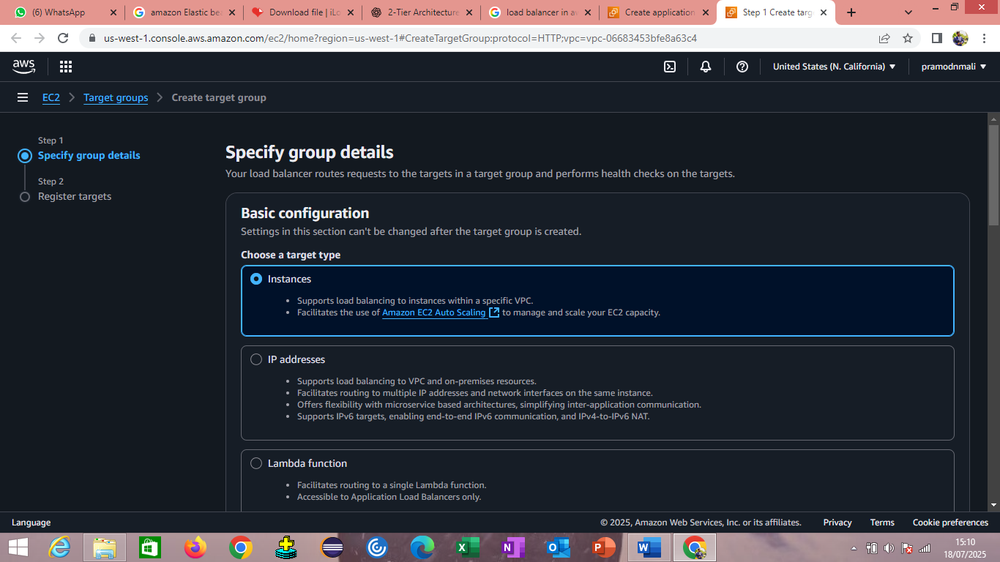 (6) WhatsApp
amazon Elastic be
Download file | iLo
2-Tier Architecture
load balancer in aw
Create application
Step 1 Create targ
us-west-1.console.aws.amazon.com/ec2/home?region=us-west-1#CreateTargetGroup:protocol=HTTP;vpc=vpc-06683453bfe8a63c4
aws
United States (N. California)
pramodnmali
EC2 > Target groups > Create target group
Step 1
Specify group details
Step 2
Register targets
Specify group details
Your load balancer routes requests to the targets in a target group and performs health checks on the targets.
Basic configuration
Settings in this section can't be changed after the target group is created.
Choose a target type
Instances
• Supports load balancing to instances within a specific VPC.
• Facilitates the use of Amazon EC2 Auto Scaling to manage and scale your EC2 capacity.
IP addresses
• Supports load balancing to VPC and on-premises resources.
• Facilitates routing to multiple IP addresses and network interfaces on the same instance.
• Offers flexibility with microservice based architectures, simplifying inter-application communication.
• Supports IPv6 targets, enabling end-to-end IPv6 communication, and IPv4-to-IPv6 NAT.
Lambda function
• Facilitates routing to a single Lambda function.
• Accessible to Application Load Balancers only.
Language
© 2025, Amazon Web Services, Inc. or its affiliates.
Privacy
Terms
Cookie preferences
15:10
18/07/2025